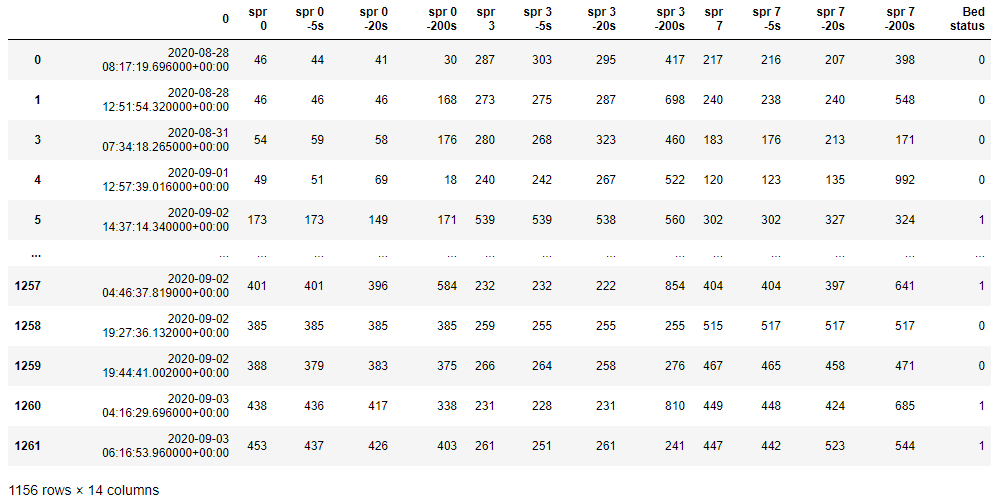 0 spr 0 spr 0 -5s spr 0 -20s spr 0 -200s spr 3 spr 3 -5s spr 3 -20s spr 3 -200s spr 7 spr 7 -5s spr 7 -20s spr 7 -200s Bed status
0 2020-08-28 08:17:19.696000+00:00 46 44 41 30 287 303 295 417 217 216 207 398 0
1 2020-08-28 12:51:54.320000+00:00 46 46 46 168 273 275 287 698 240 238 240 548 0
3 2020-08-31 07:34:18.265000+00:00 54 59 58 176 280 268 323 460 183 176 213 171 0
4 2020-09-01 12:57:39.016000+00:00 49 51 69 18 240 242 267 522 120 123 135 992 0
5 2020-09-02 14:37:14.340000+00:00 173 173 149 171 539 539 538 560 302 302 327 324 1
... ... ... ... ... ... ... ... ... ... ... ... ... ... ...
1257 2020-09-02 04:46:37.819000+00:00 401 401 396 584 232 232 222 854 404 404 397 641 1
1258 2020-09-02 19:27:36.132000+00:00 385 385 385 385 259 255 255 255 515 517 517 517 0
1259 2020-09-02 19:44:41.002000+00:00 388 379 383 375 266 264 258 276 467 465 458 471 0
1260 2020-09-03 04:16:29.696000+00:00 438 436 417 338 231 228 231 810 449 448 424 685 1
1261 2020-09-03 06:16:53.960000+00:00 453 437 426 403 261 251 261 241 447 442 523 544 1
1156 rows × 14 columns